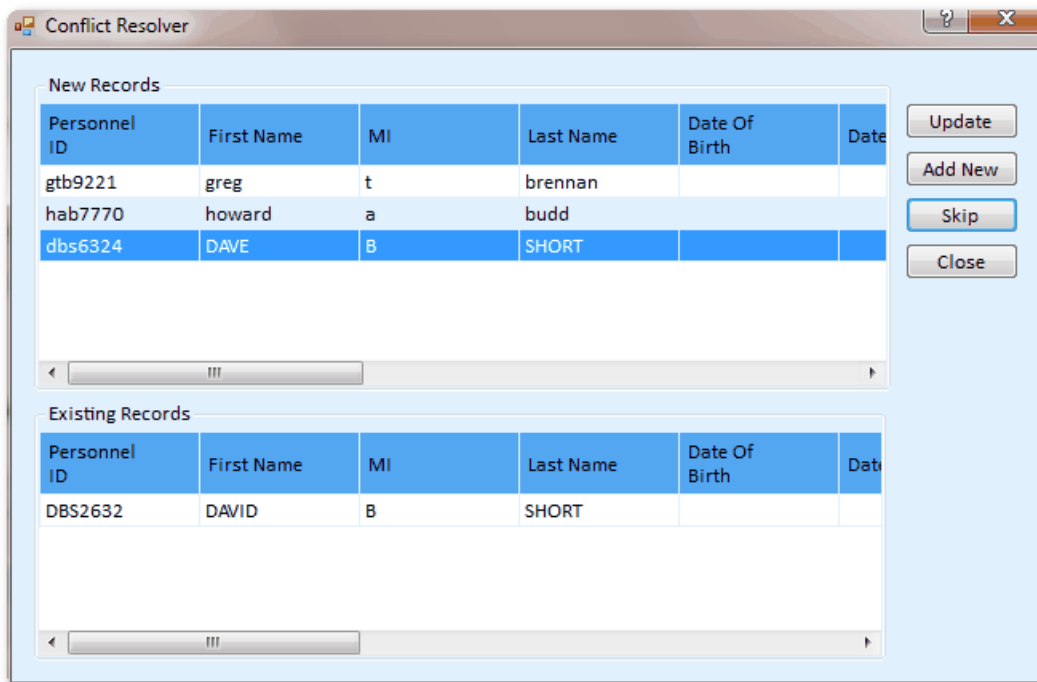 Conflict Resolver
New Records
Personnel ID First Name MI Last Name Date Of Birth Date
gtb9221 greg t brennan
hab7770 howard a budd
dbs6324 DAVE B SHORT
Update
Add New
Skip
Close
Existing Records
Personnel ID First Name MI Last Name Date Of Birth Date
DBS2632 DAVID B SHORT